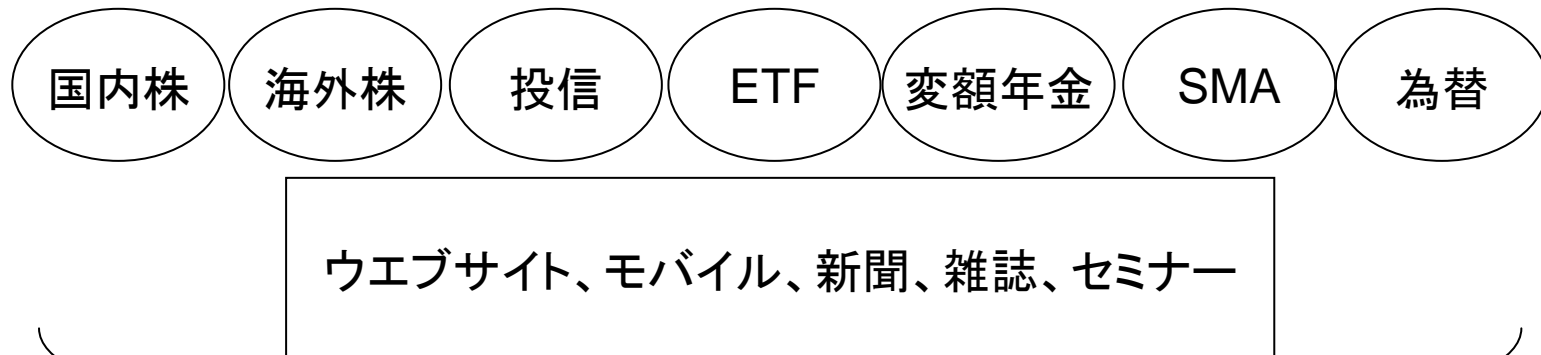 国内株 海外株 投信 ETF 変額年金 SMA 為替
ウエブサイト、モバイル、新聞、雑誌、セミナー